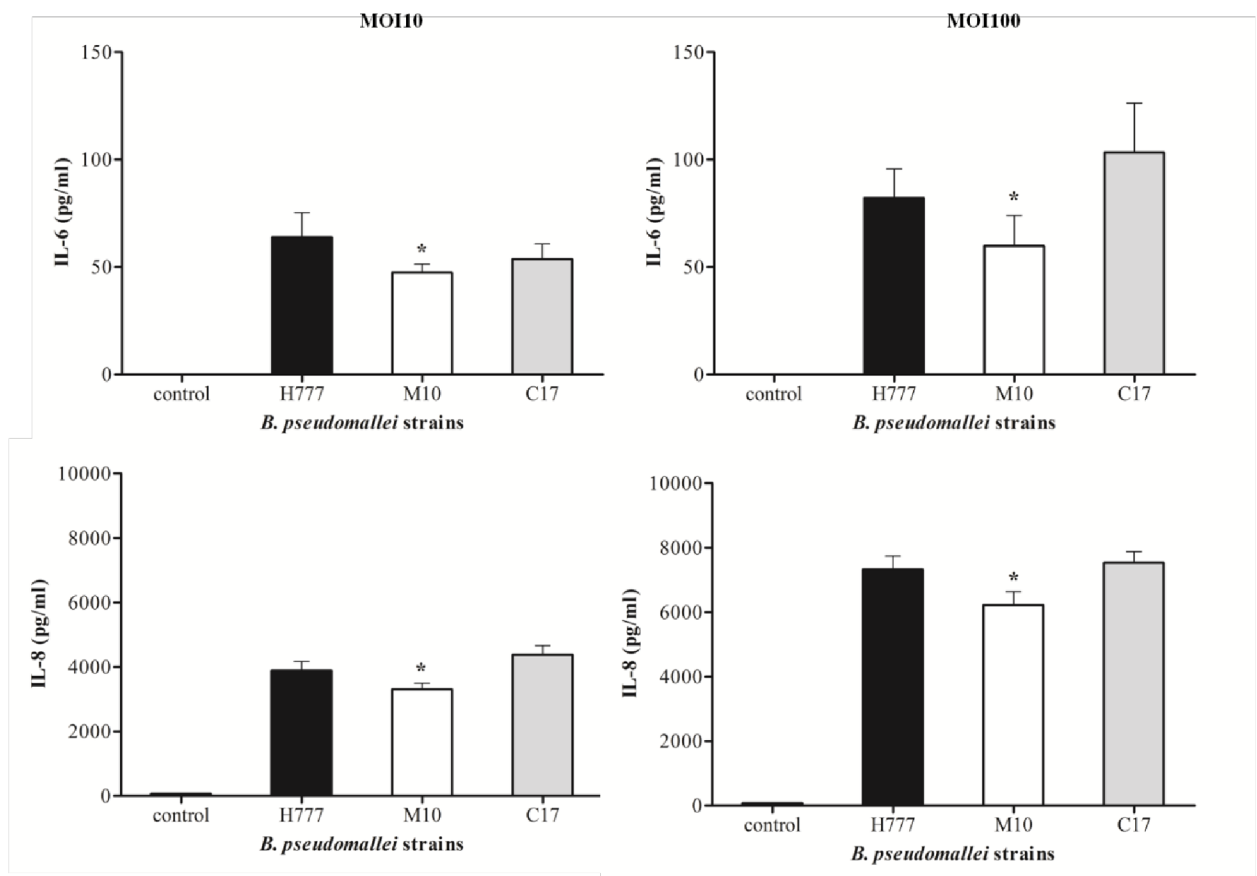 MOI10
MOI100
150
100
50
0
IL-6 (pg/ml)
*
control H777 M10 C17
B. pseudomallei strains
150
100
50
0
IL-6 (pg/ml)
*
control H777 M10 C17
B. pseudomallei strains
10000
8000
6000
4000
2000
0
IL-8 (pg/ml)
*
control H777 M10 C17
B. pseudomallei strains
10000
8000
6000
4000
2000
0
IL-8 (pg/ml)
*
control H777 M10 C17
B. pseudomallei strains